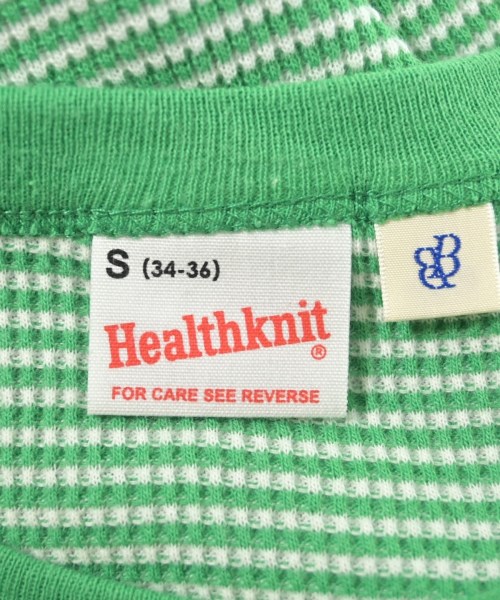 S (34-36)
Healthknit®
FOR CARE SEE REVERSE